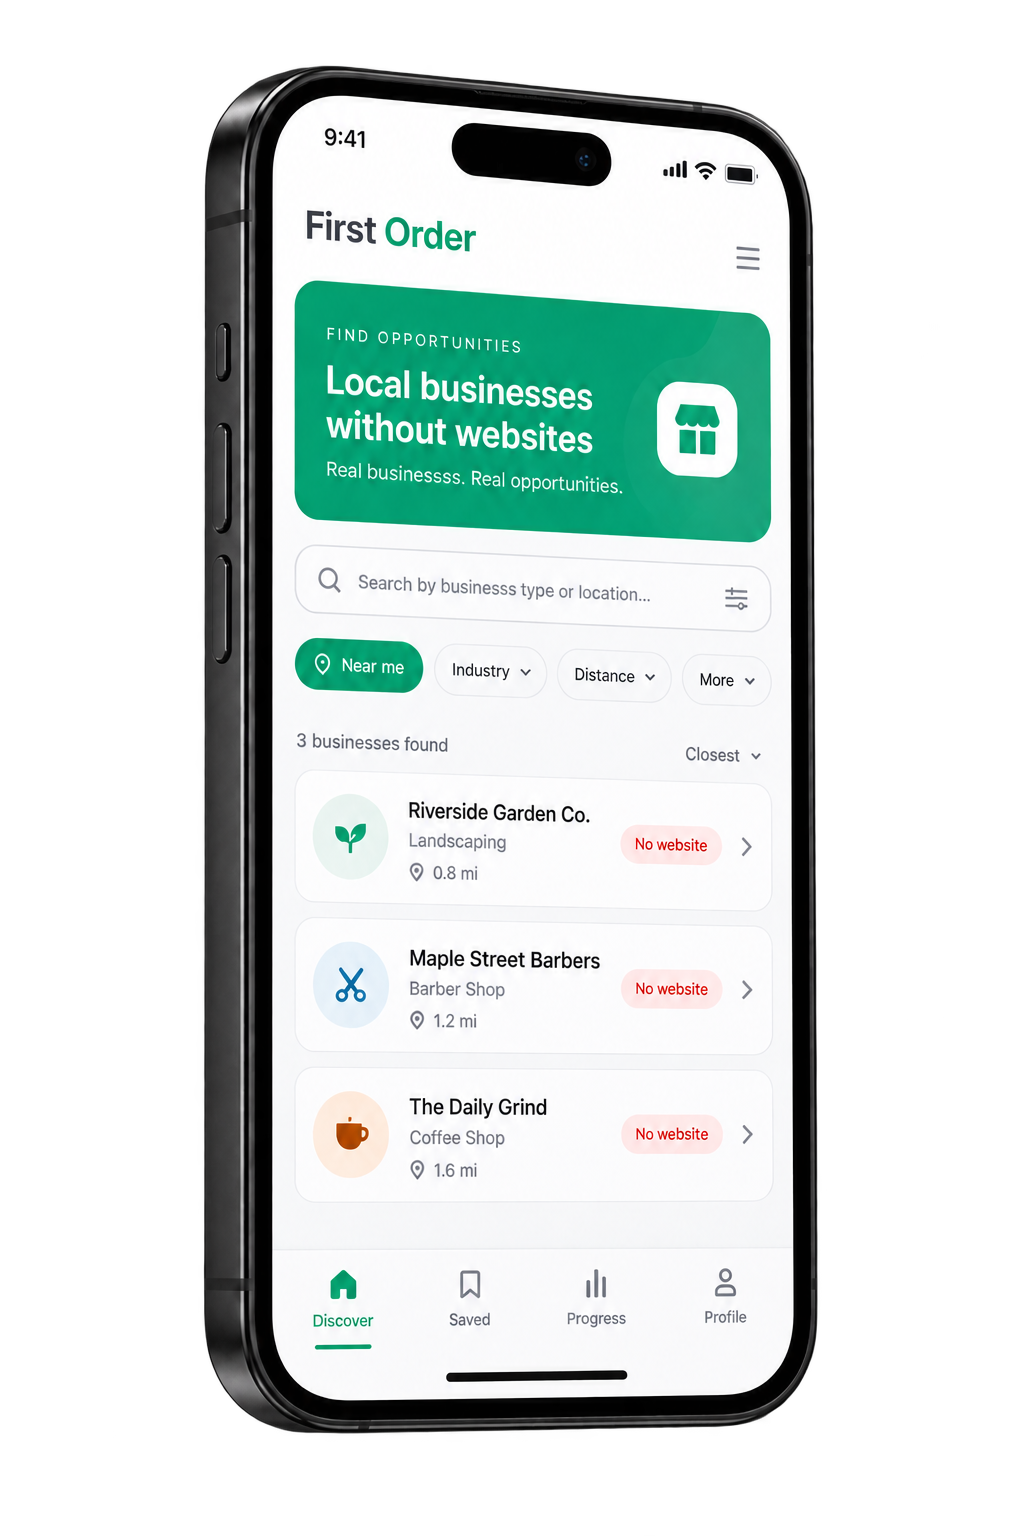 9:41
First Order
FIND OPPORTUNITIES
Local businesses
without websites
Real businessss. Real opportunities.
Search by businesss type or location...
Near me
Industry
Distance
More
3 businesses found
Closest
Riverside Garden Co.
Landscaping
0.8 mi
No website
Maple Street Barbers
Barber Shop
1.2 mi
No website
The Daily Grind
Coffee Shop
1.6 mi
No website
Discover
Saved
Progress
Profile